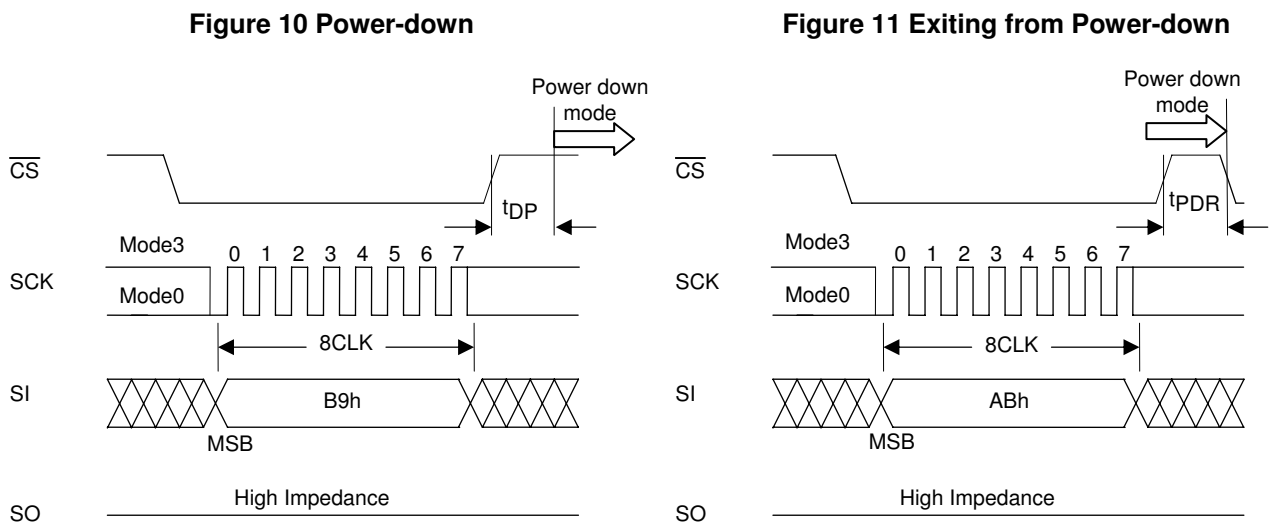 Figure 10 Power-down
Power down
mode
CS
tDP
Mode3
0 1 2 3 4 5 6 7
SCK
Mode0
8CLK
SI
B9h
MSB
High Impedance
SO
Figure 11 Exiting from Power-down
Power down
mode
CS
tPDR
Mode3
0 1 2 3 4 5 6 7
SCK
Mode0
8CLK
SI
ABh
MSB
High Impedance
SO